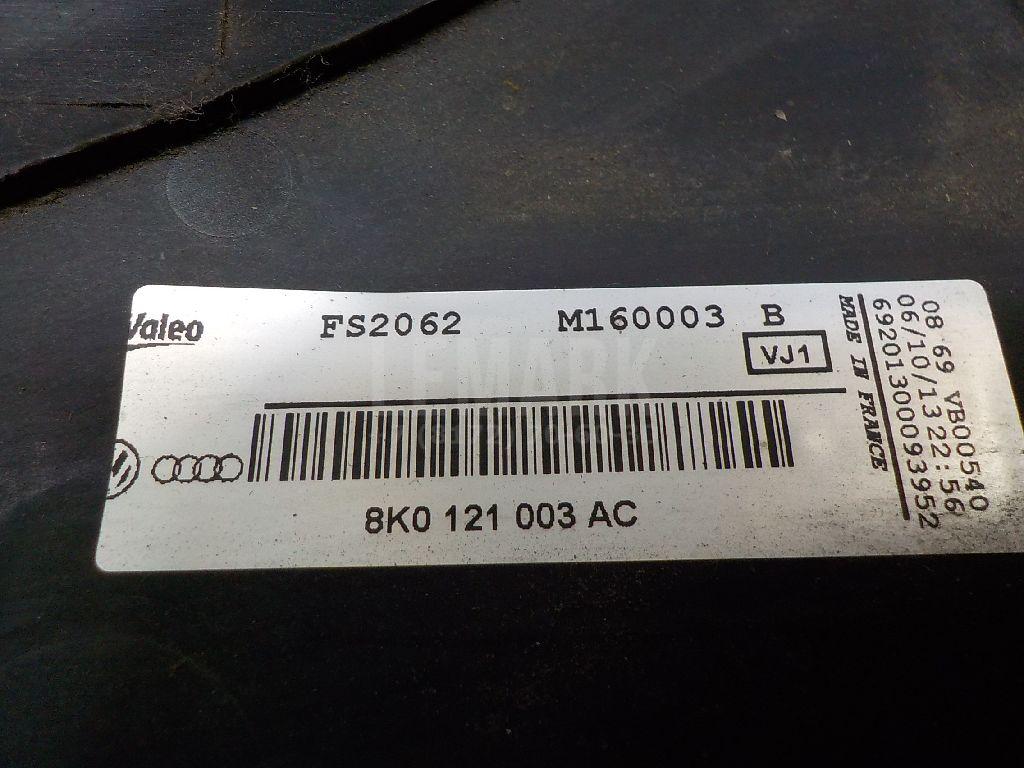 Valeo FS2062 M160003 B
VJ1
8K0 121 003 AC
MADE IN FRANCE
69201300093952
06/10/13 22:56
08 69 VB00540
LEMARK